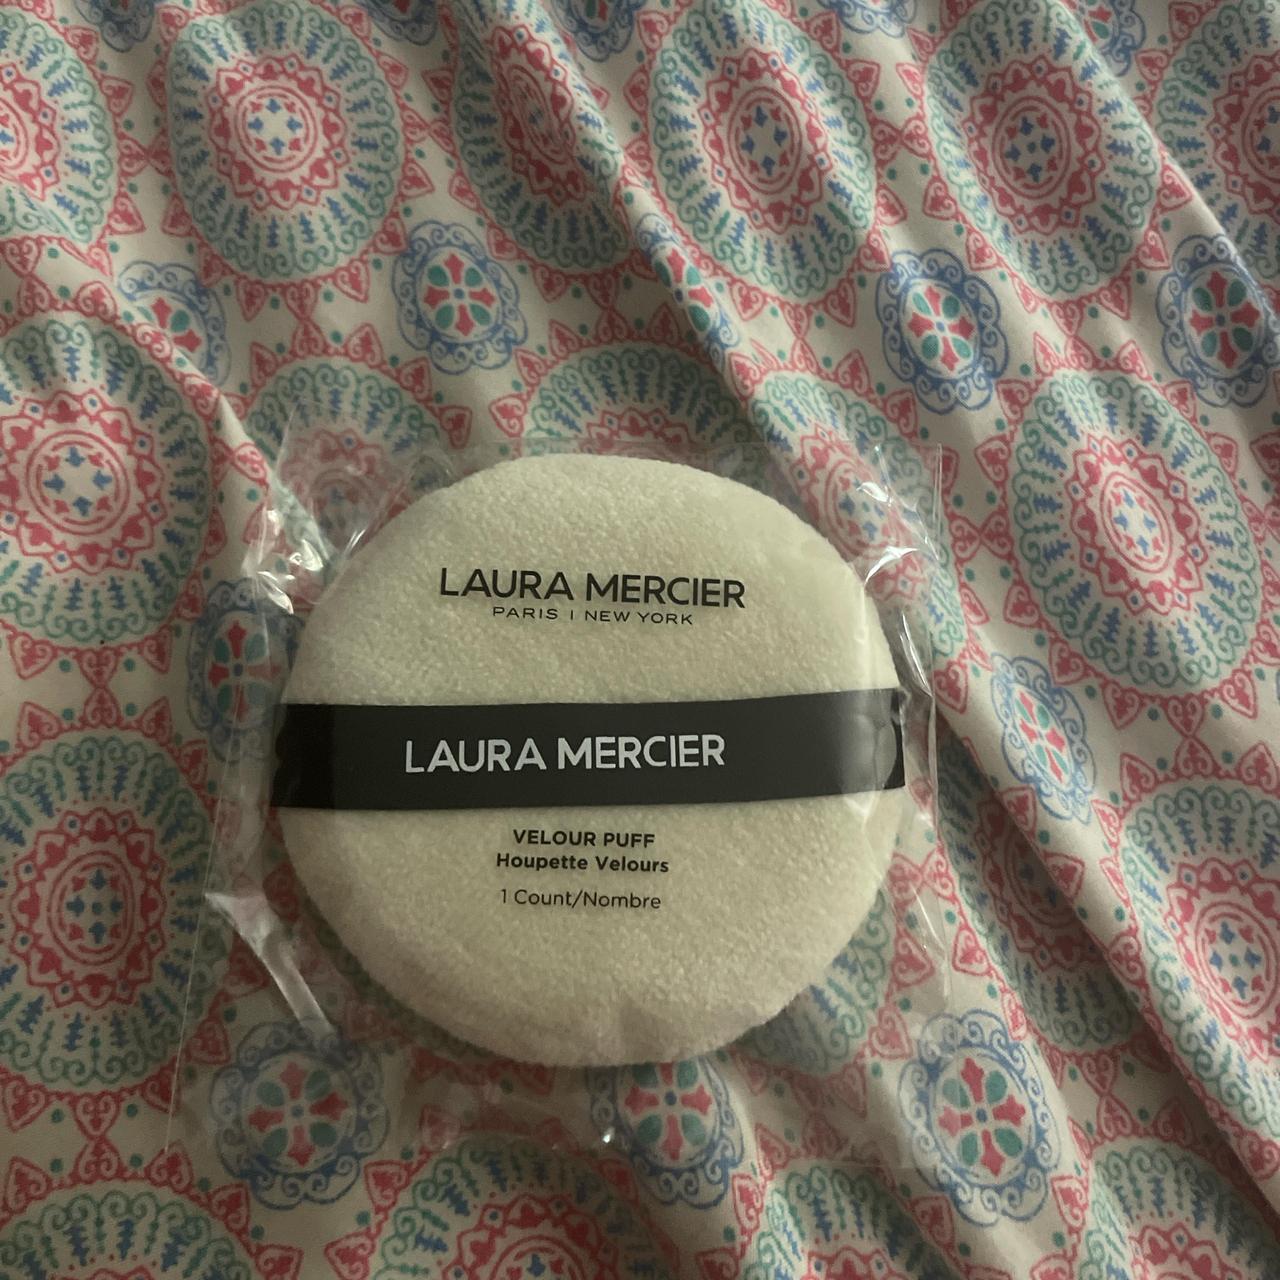 LAURA MERCIER
PARIS | NEW YORK
LAURA MERCIER
VELOUR PUFF
Houpette Velours
1 Count/Nombre